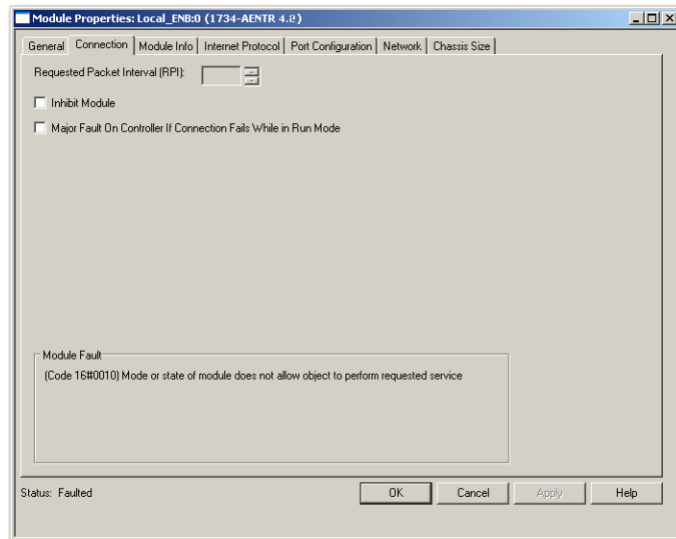 Module Properties: Local_ENB:0 (1734-AENTR 4.2)
General Connection Module Info Internet Protocol Port Configuration Network Chassis Size
Requested Packet Interval (RPI):
Inhibit Module
Major Fault On Controller If Connection Fails While in Run Mode
Module Fault
(Code 16#0010) Mode or state of module does not allow object to perform requested service
Status: Faulted OK Cancel Apply Help